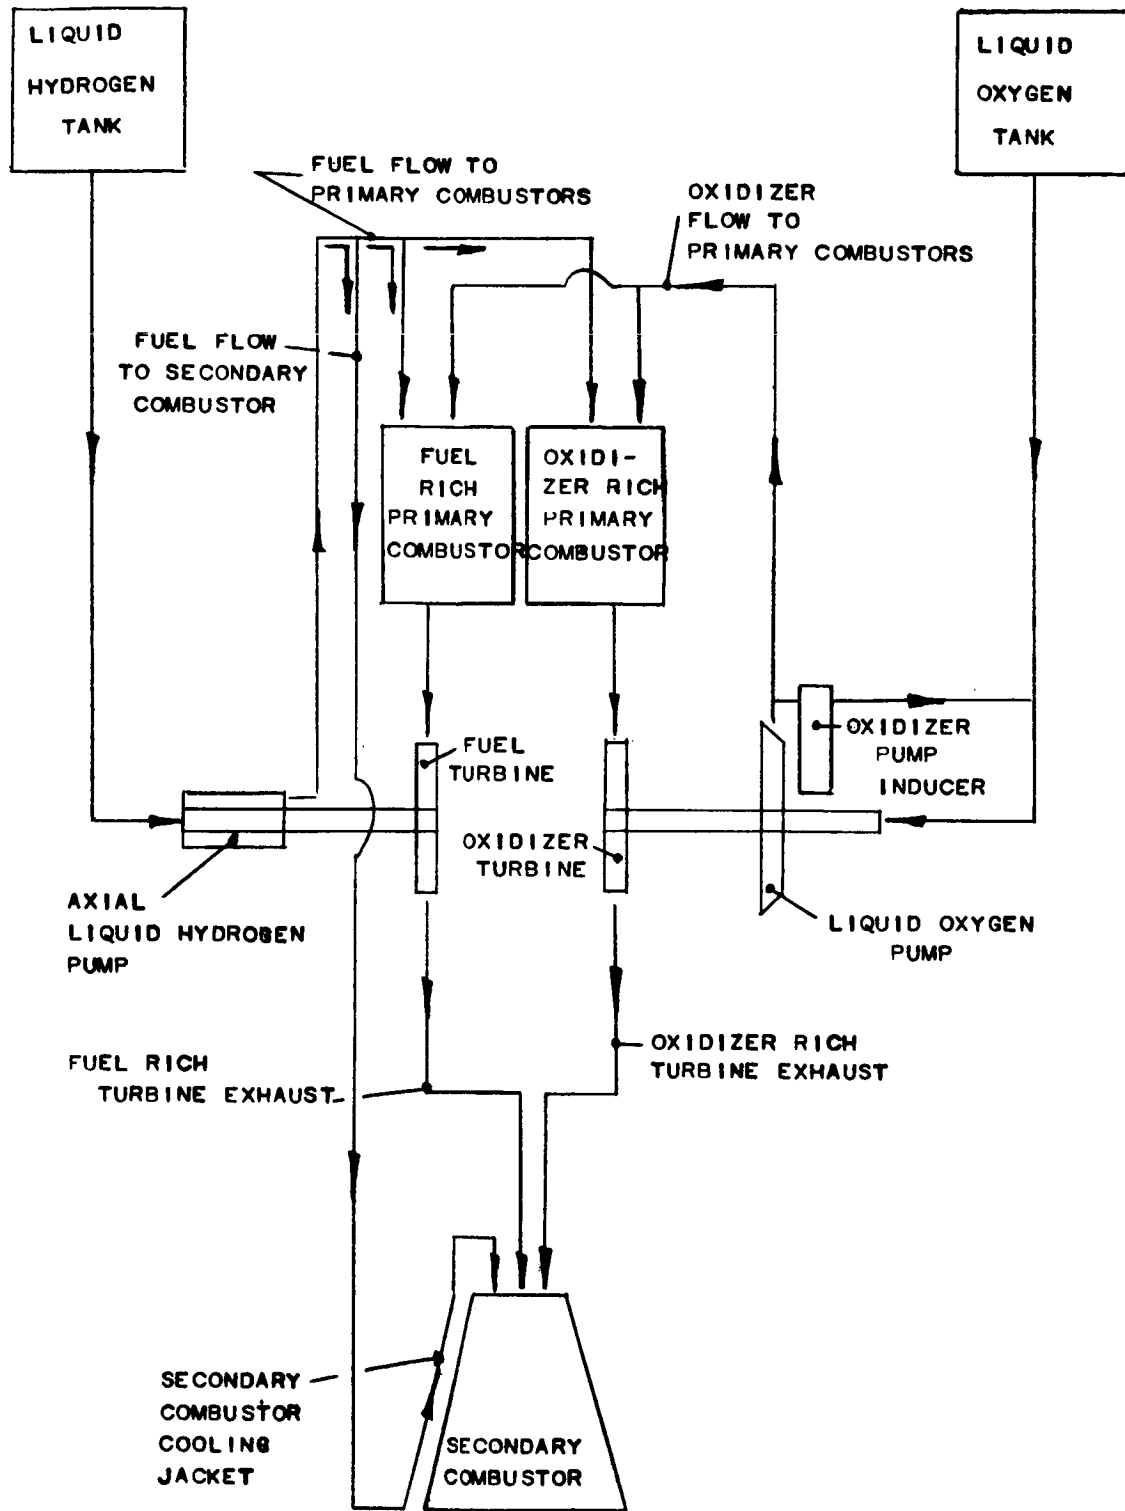 LIQUID
HYDROGEN
TANK
LIQUID
OXYGEN
TANK
FUEL FLOW TO
PRIMARY COMBUSTORS
OXIDIZER
FLOW TO
PRIMARY COMBUSTORS
FUEL FLOW
TO SECONDARY
COMBUSTOR
FUEL
RICH
PRIMARY
COMBUSTOR
OXIDI-
ZER RICH
PRIMARY
COMBUSTOR
FUEL
TURBINE
OXIDIZER
PUMP
INDUCER
OXIDIZER
TURBINE
AXIAL
LIQUID HYDROGEN
PUMP
LIQUID OXYGEN
PUMP
FUEL RICH
TURBINE EXHAUST
OXIDIZER RICH
TURBINE EXHAUST
SECONDARY
COMBUSTOR
COOLING
JACKET
SECONDARY
COMBUSTOR